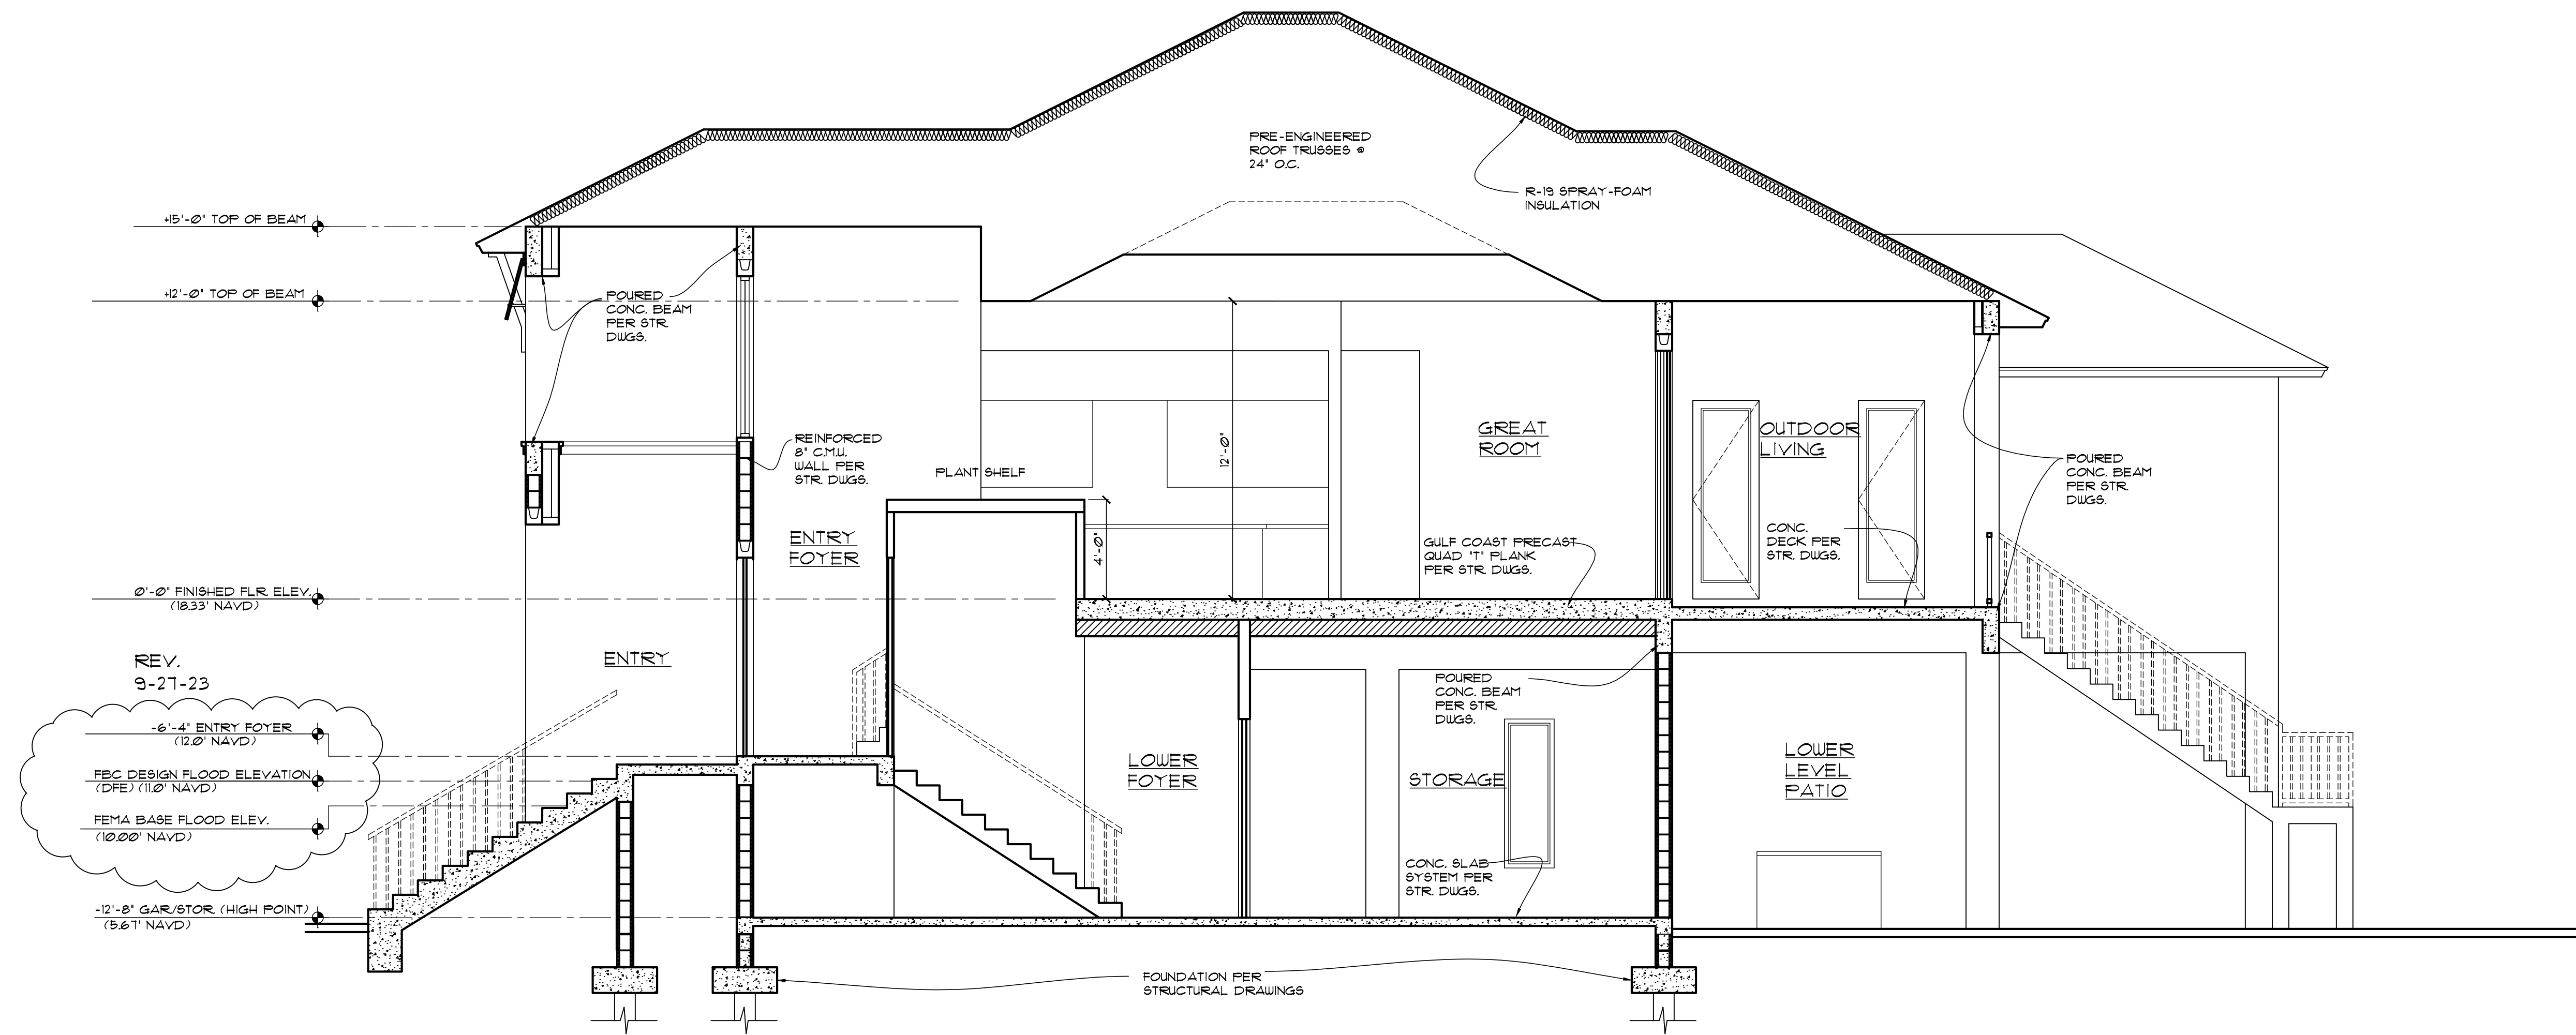 PRE-ENGINEERED
ROOF TRUSSES @
24" O.C.
R-19 SPRAY-FOAM
INSULATION
+15'-0" TOP OF BEAM
+12'-0" TOP OF BEAM
POURED
CONC. BEAM
PER STR.
DWGS.
REINFORCED
8" C.M.U.
WALL PER
STR. DWGS.
PLANT SHELF
12'-0"
GREAT
ROOM
OUTDOOR
LIVING
POURED
CONC. BEAM
PER STR.
DWGS.
ENTRY
FOYER
4'-0"
GULF COAST PRECAST
QUAD "T" PLANK
PER STR. DWGS.
CONC.
DECK PER
STR. DWGS.
0'-0" FINISHED FLR. ELEV.
(18.33' NAVD)
ENTRY
REV.
9-27-23
-6'-4" ENTRY FOYER
(12.0' NAVD)
FBC DESIGN FLOOD ELEVATION
(DFE) (11.0' NAVD)
FEMA BASE FLOOD ELEV.
(10.00' NAVD)
-12'-8" GAR./STOR. (HIGH POINT)
(5.67' NAVD)
LOWER
FOYER
POURED
CONC. BEAM
PER STR.
DWGS.
STORAGE
LOWER
LEVEL
PATIO
CONC. SLAB
SYSTEM PER
STR. DWGS.
FOUNDATION PER
STRUCTURAL DRAWINGS